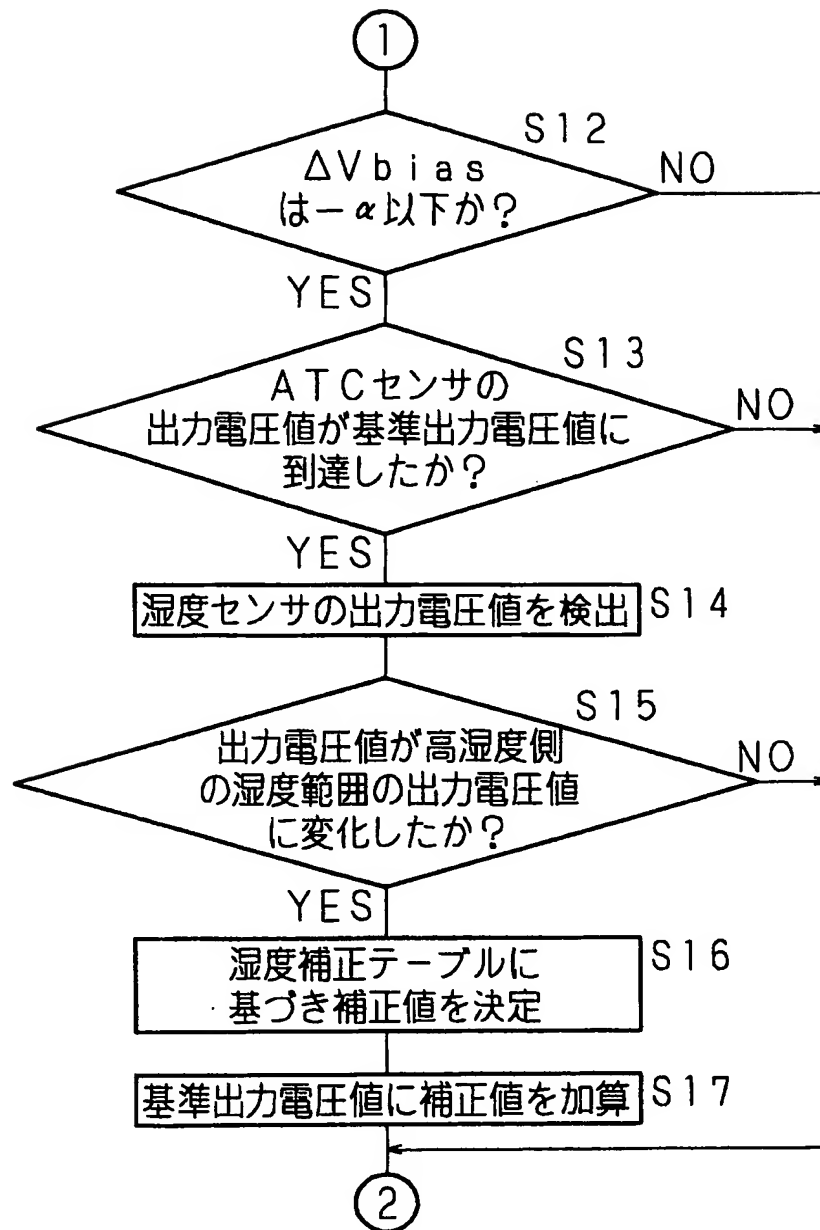 1
S12
ΔVbias
は−α以下か?
NO
YES
S13
ATCセンサの
出力電圧値が基準出力電圧値に
到達したか?
NO
YES
湿度センサの出力電圧値を検出
S14
S15
出力電圧値が高湿度側
の湿度範囲の出力電圧値
に変化したか?
NO
YES
湿度補正テーブルに
基づき補正値を決定
S16
基準出力電圧値に補正値を加算
S17
2